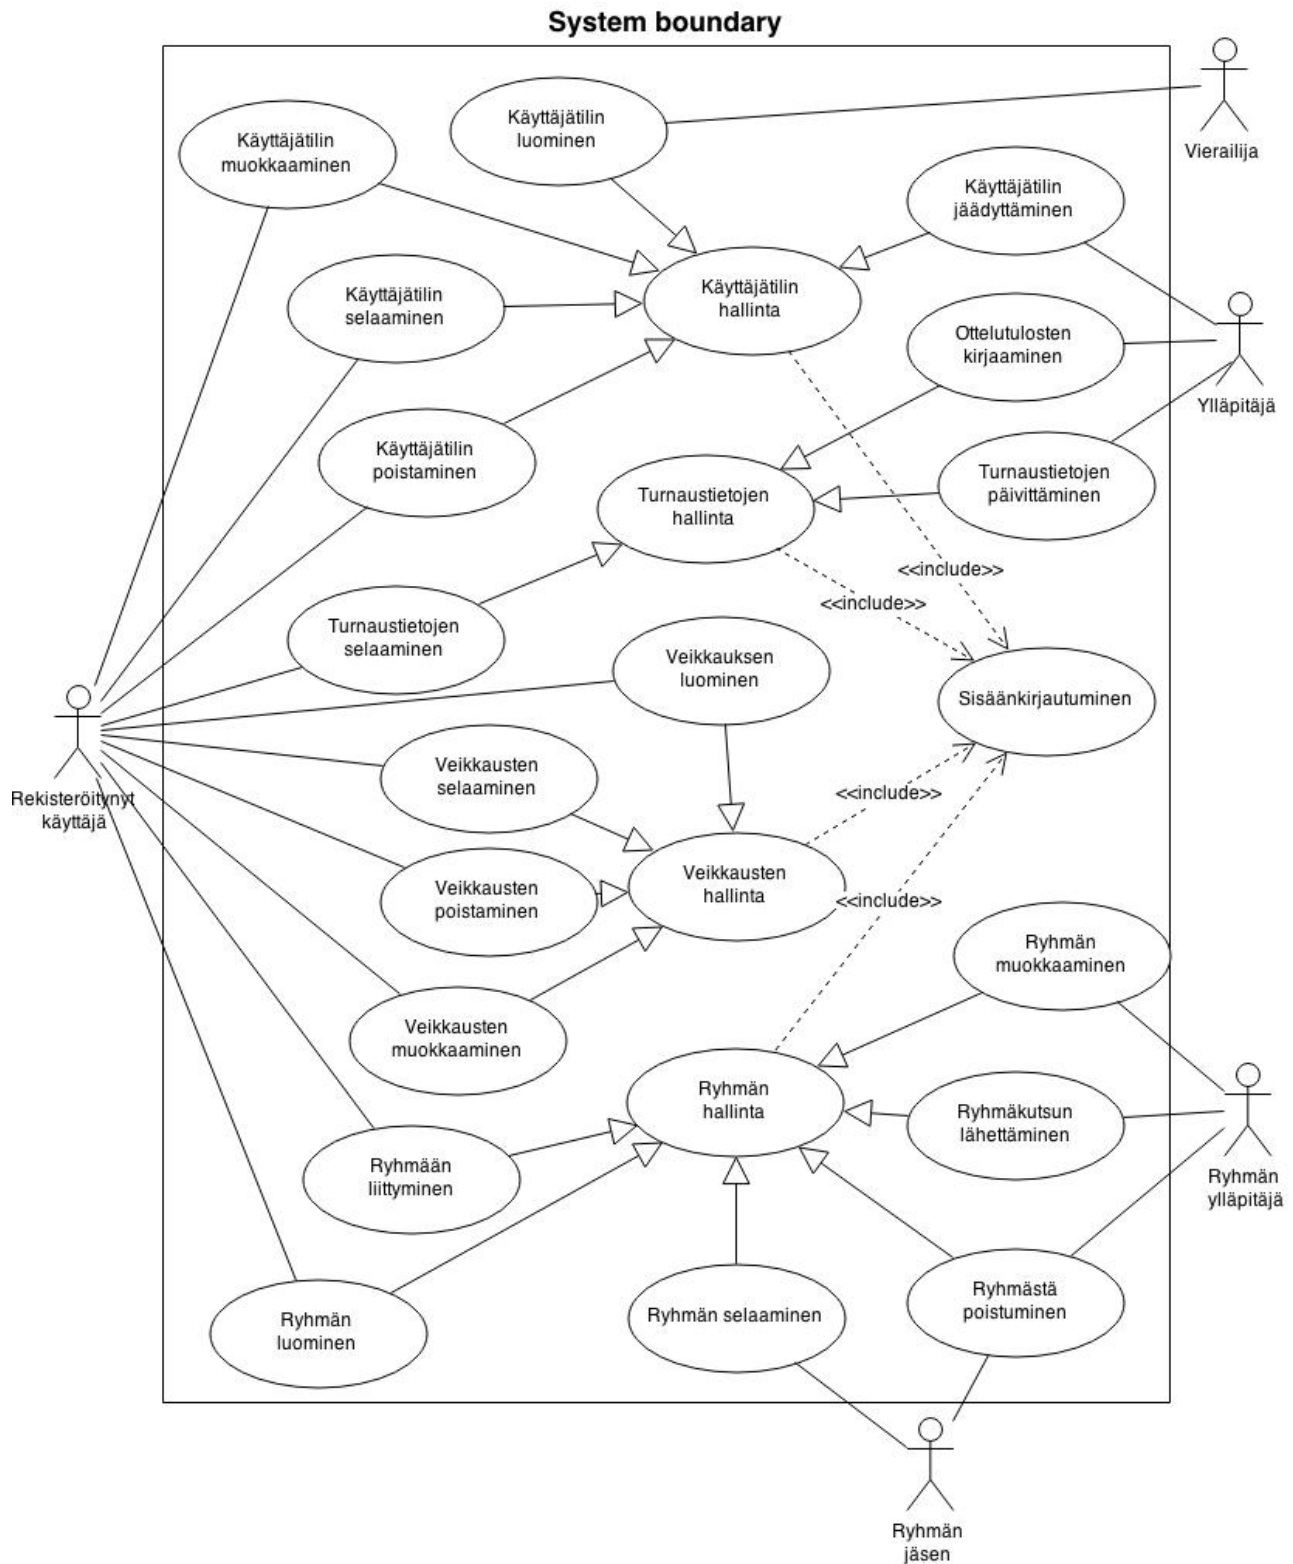 System boundary
Käyttäjätilin
luominen
Käyttäjätilin
muokkaaminen
Vierailija
Käyttäjätilin
jäädyttäminen
Käyttäjätilin
selaaminen
Käyttäjätilin
hallinta
Ottelutulosten
kirjaaminen
Ylläpitäjä
Käyttäjätilin
poistaminen
Turnaustietojen
hallinta
Turnaustietojen
päivittäminen
<<include>>
<<include>>
Turnaustietojen
selaaminen
Veikkauksen
luominen
Sisäänkirjautuminen
Rekisteröitynyt
käyttäjä
Veikkausten
selaaminen
<<include>>
Veikkausten
poistaminen
Veikkausten
hallinta
<<include>>
Ryhmän
muokkaaminen
Veikkausten
muokkaaminen
Ryhmän
hallinta
Ryhmäkutsun
lähettäminen
Ryhmän
ylläpitäjä
Ryhmään
liittyminen
Ryhmän
luominen
Ryhmän selaaminen
Ryhmästä
poistuminen
Ryhmän
jäsen